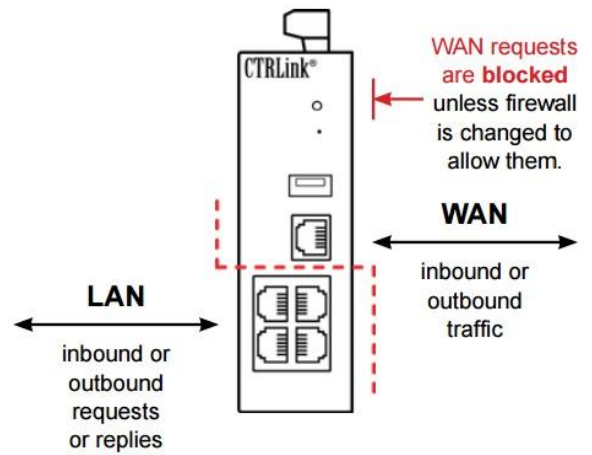 CTRLink®
WAN requests
are blocked
unless firewall
is changed to
allow them.
WAN
inbound or
outbound
traffic
LAN
inbound or
outbound
requests
or replies